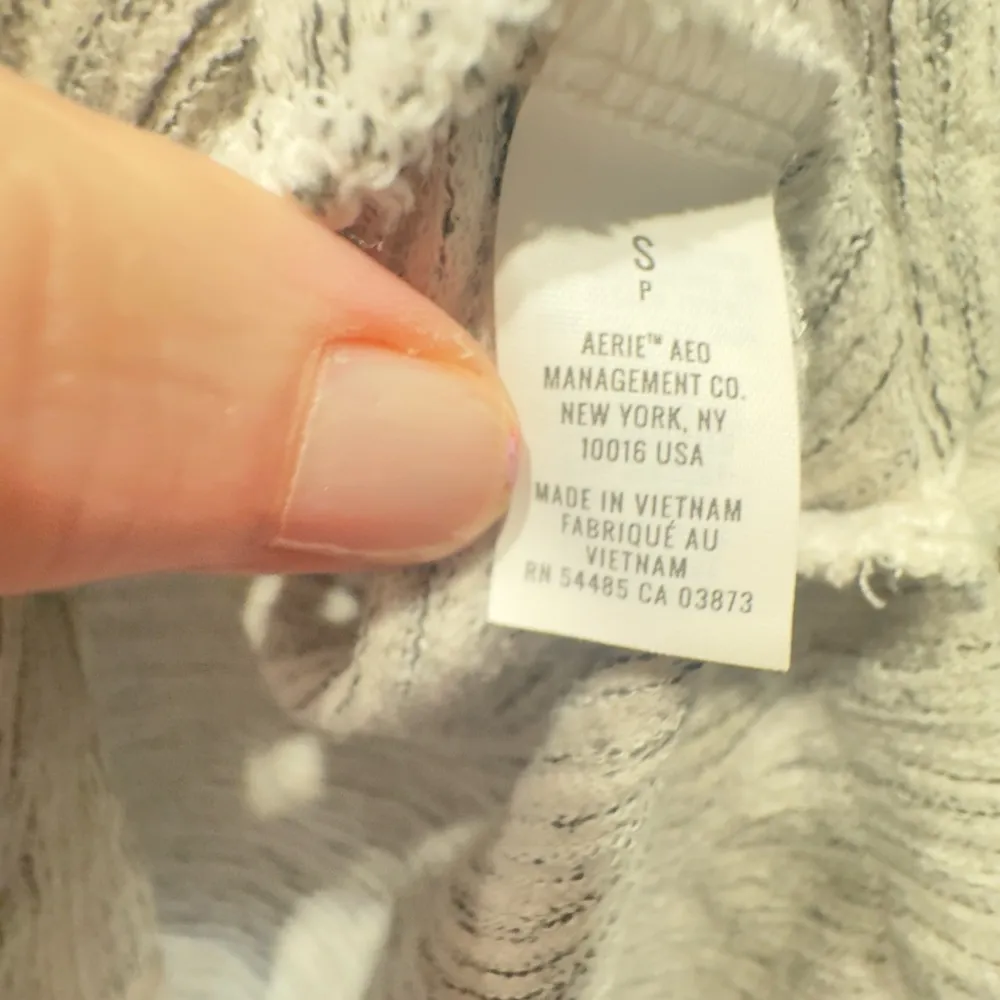 S
P
AERIE™ AEO
MANAGEMENT CO.
NEW YORK, NY
10016 USA
MADE IN VIETNAM
FABRIQUÉ AU
VIETNAM
RN 54485 CA 03873